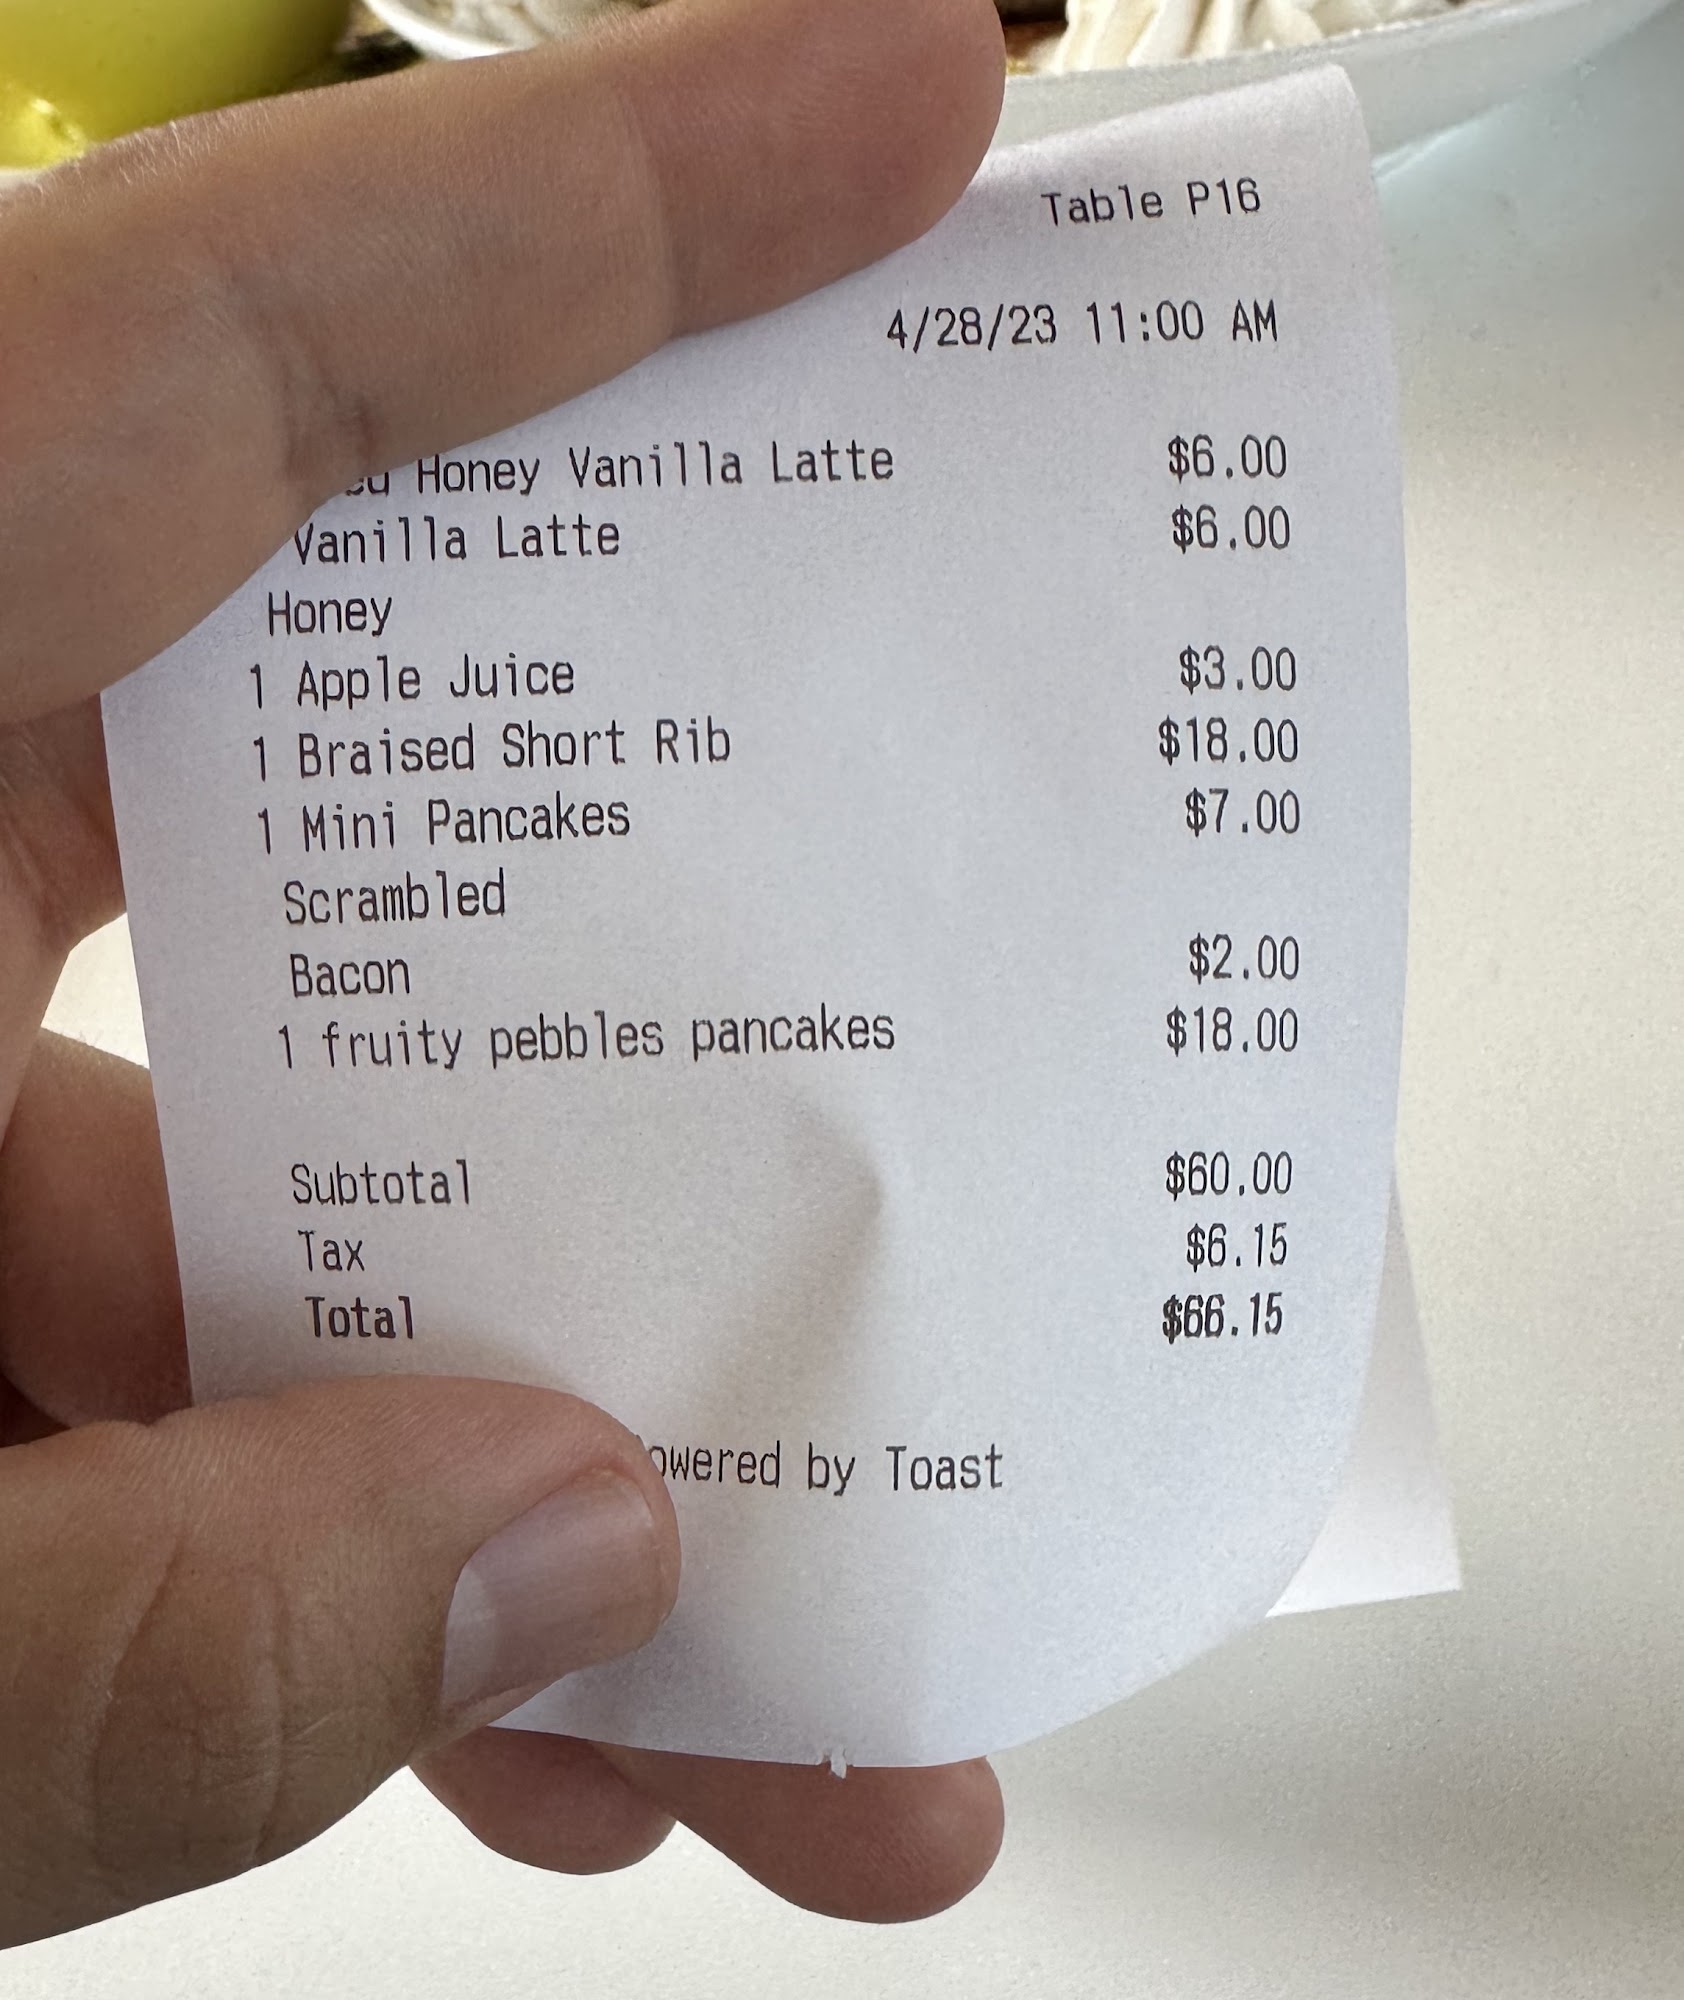 Table P16
4/28/23 11:00 AM
Honey Vanilla Latte $6.00
Vanilla Latte $6.00
Honey
1 Apple Juice $3.00
1 Braised Short Rib $18.00
1 Mini Pancakes $7.00
Scrambled
Bacon $2.00
1 fruity pebbles pancakes $18.00
Subtotal $60.00
Tax $6.15
Total $66.15
by Toast